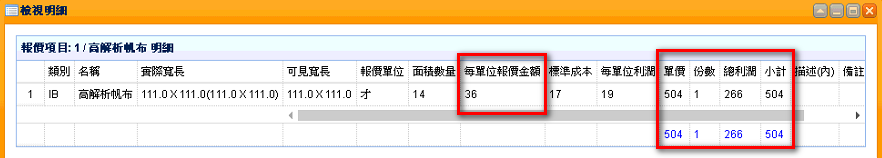 檢視明細
報價項目: 1 / 高解析帆布 明細
類別 名稱 實際寬長 可見寬長 報價單位 面積數量 每單位報價金額 標準成本 每單位利潤 單價 份數 總利潤 小計 描述(內) 備註
1 IB 高解析帆布 111.0 X 111.0(111.0 X 111.0) 111.0 X 111.0 才 14 36 17 19 504 1 266 504
504 1 266 504